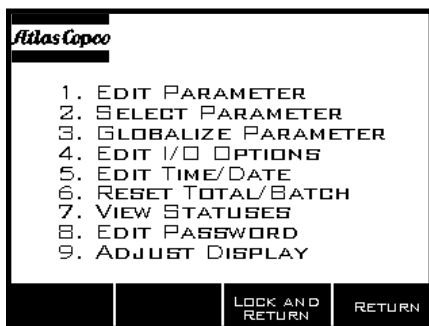 Atlas Copco
1. EDIT PARAMETER
2. SELECT PARAMETER
3. GLOBALIZE PARAMETER
4. EDIT I/O OPTIONS
5. EDIT TIME/DATE
6. RESET TOTAL/BATCH
7. VIEW STATUSES
8. EDIT PASSWORD
9. ADJUST DISPLAY
LOCK AND
RETURN
RETURN